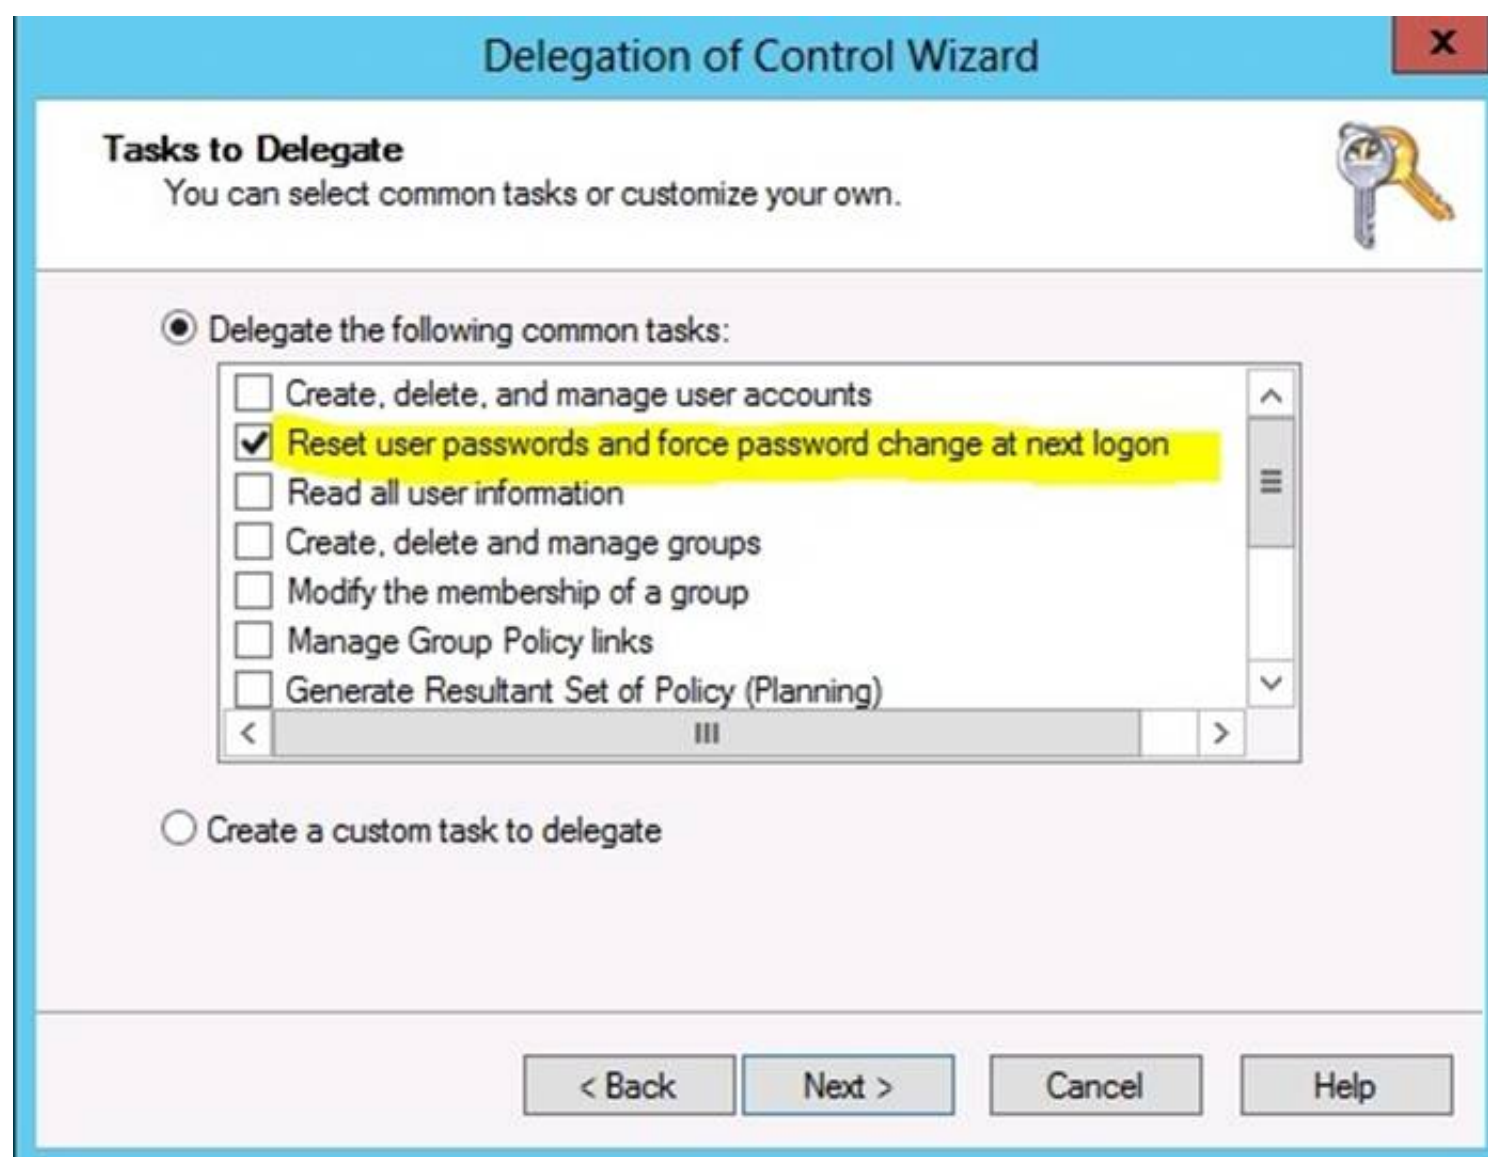 Delegation of Control Wizard
x
Tasks to Delegate
You can select common tasks or customize your own.
Delegate the following common tasks:
Create, delete, and manage user accounts
Reset user passwords and force password change at next logon
Read all user information
Create, delete and manage groups
Modify the membership of a group
Manage Group Policy links
Generate Resultant Set of Policy (Planning)
Create a custom task to delegate
< Back
Next >
Cancel
Help